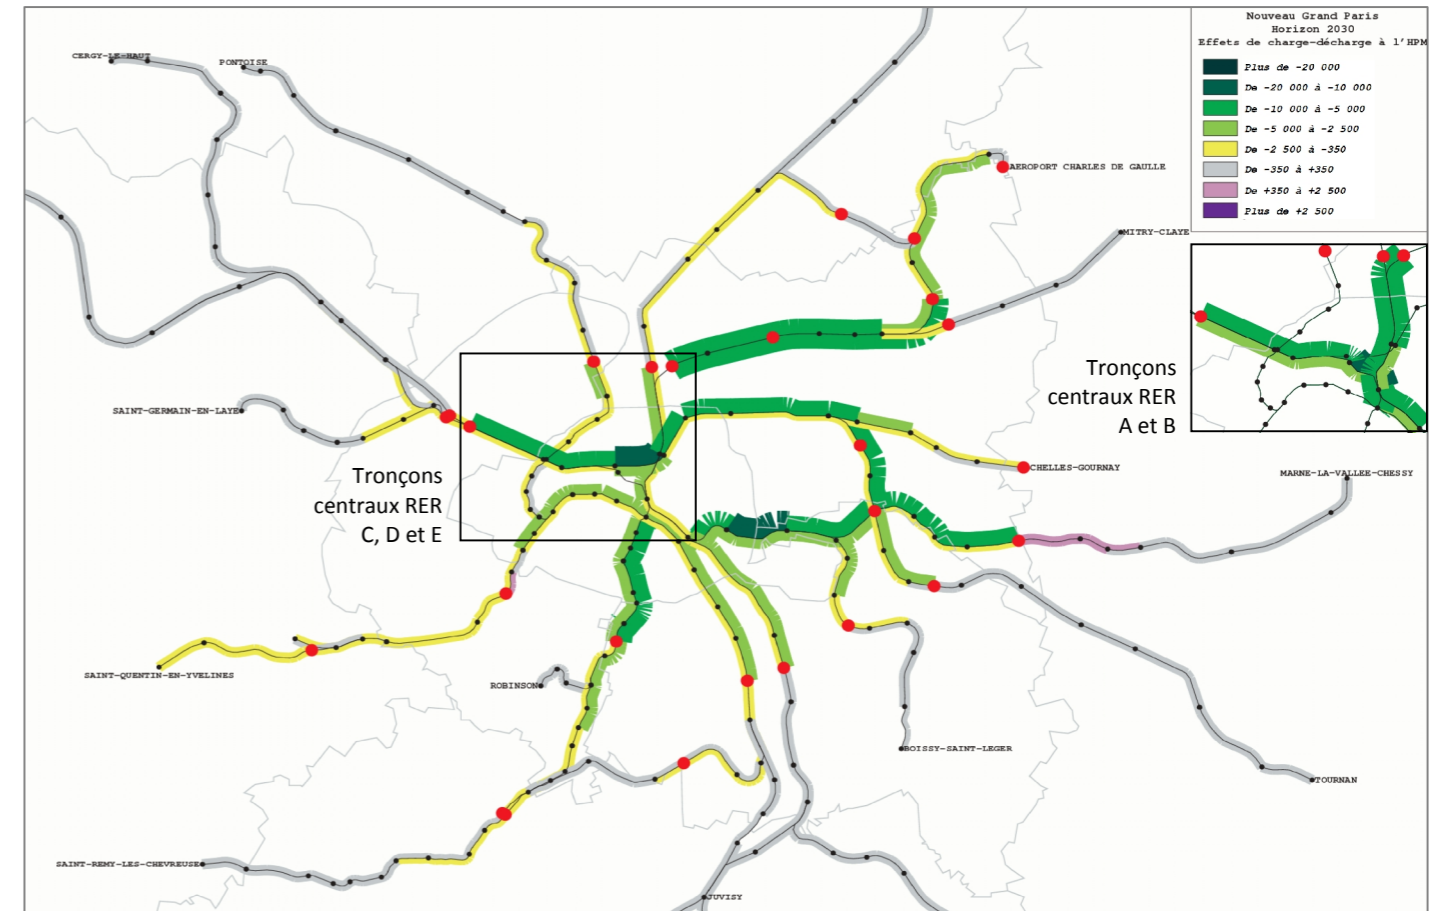 Nouveau Grand Paris
Horizon 2030
Effets de charge-décharge à l'HPM
Plus de -20 000
De -20 000 à -10 000
De -10 000 à -5 000
De -5 000 à -2 500
De -2 500 à -350
De -350 à +350
De +350 à +2 500
Plus de +2 500
CERGY-LE-HAUT
PONTOISE
AEROPORT CHARLES DE GAULLE
MITRY-CLAYE
Tronçons
centraux RER
A et B
SAINT-GERMAIN-EN-LAYE
Tronçons
centraux RER
C, D et E
CHELLES-GOURNAY
MARNE-LA-VALLEE-CHESSY
SAINT-QUENTIN-EN-YVELINES
ROBINSON
BOISSY-SAINT-LEGER
TOURNAN
SAINT-REMY-LES-CHEVREUSE
JUVISY